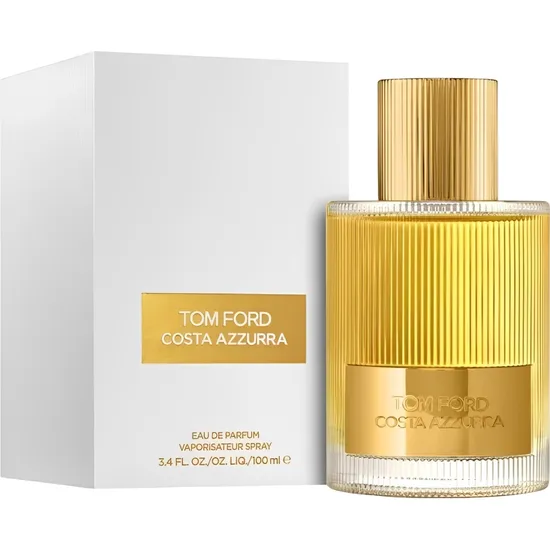 TOM FORD
COSTA AZZURRA
EAU DE PARFUM
VAPORISATEUR SPRAY
3.4 FL. OZ./OZ. LIQ./100 ml ℮
TOM FORD
COSTA AZZURRA